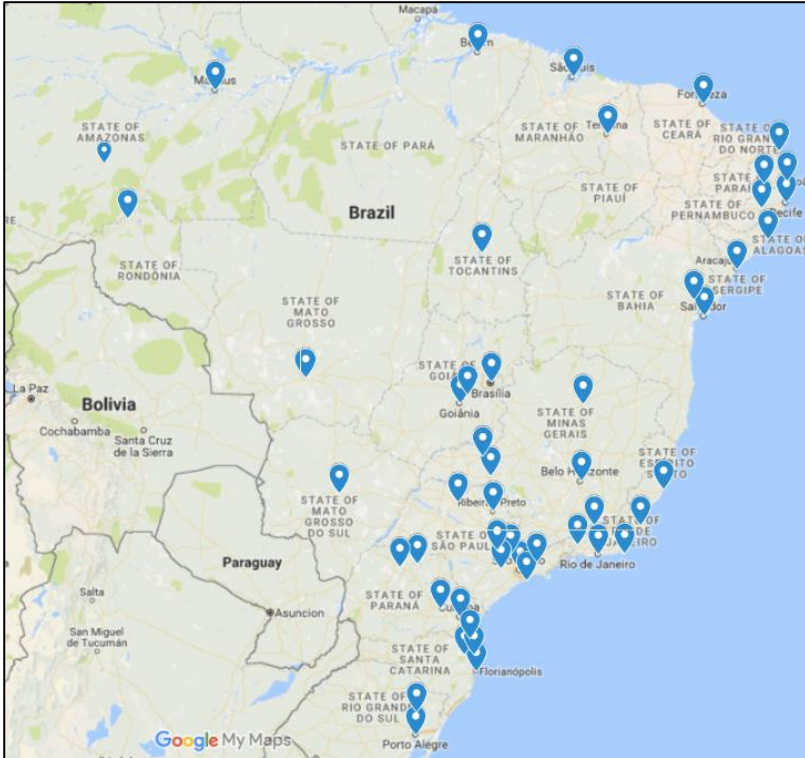 Macapá
Belém
São Luís
Manaus
Fortaleza
STATE OF
AMAZONAS
STATE OF PARÁ
STATE OF
MARANHÃO
Teresina
STATE OF
CEARÁ
STATE OF
RIO GRANDE
DO NORTE
STATE OF
PARAÍ
STATE OF
PERNAMBUCO
Recife
STATE OF
PIAUÍ
Brazil
STATE OF
ALAGOAS
Aracaju
STATE OF
SERGIPE
STATE OF
TOCANTINS
STATE OF
RONDÔNIA
STATE OF
BAHIA
Salvador
STATE OF
MATO
GROSSO
STATE OF
GOIÁS
Brasília
Goiânia
La Paz
Bolivia
Cochabamba
Santa Cruz
de la Sierra
STATE OF
MINAS
GERAIS
STATE OF
ESPÍRITO
SANTO
Belo Horizonte
Ribeirão Preto
STATE OF
MATO
GROSSO
DO SUL
STATE OF
SÃO PAULO
STATE OF
RIO DE
JANEIRO
Rio de Janeiro
Paraguay
Salta
Asuncion
STATE OF
PARANÁ
Curitiba
San Miguel
de Tucumán
STATE OF
SANTA
CATARINA
Florianópolis
STATE OF
RIO GRANDE
DO SUL
Porto Alegre
Google My Maps